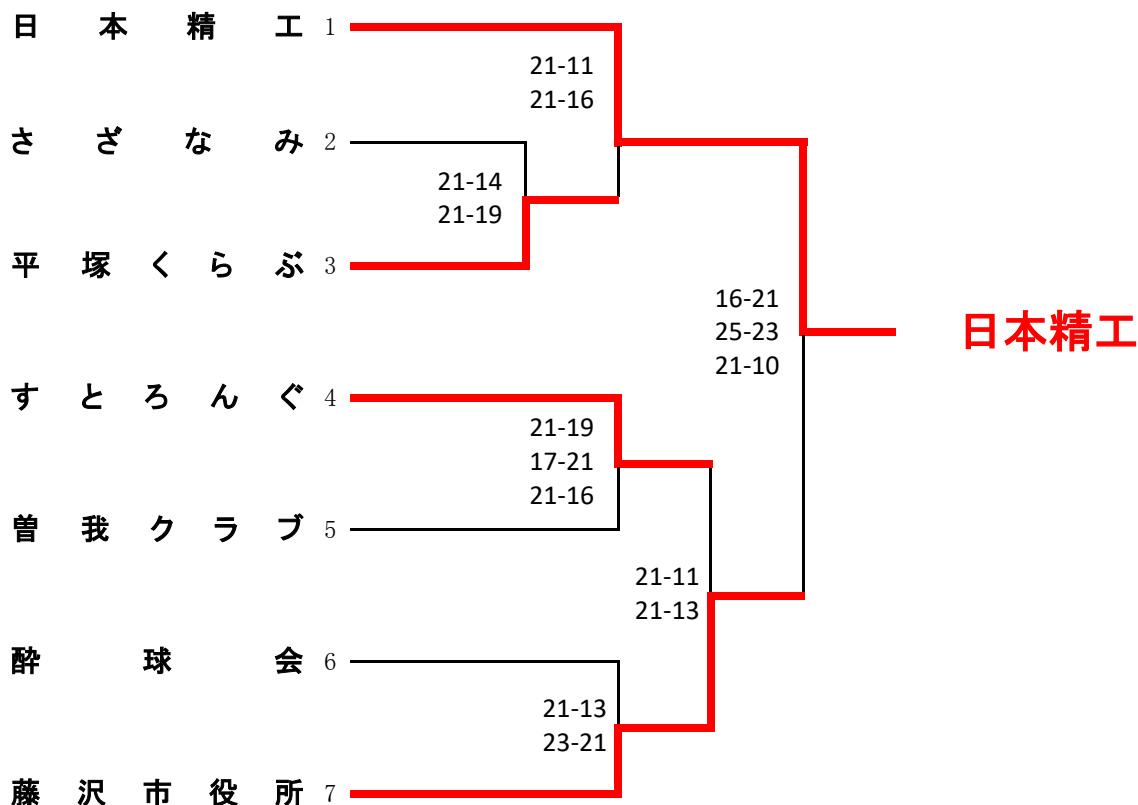 日本精工 1
21-11
21-16
さざなみ 2
21-14
21-19
平塚くらぶ 3
16-21
25-23
21-10
日本精工
すとろんぐ 4
21-19
17-21
21-16
曽我クラブ 5
21-11
21-13
酔球会 6
21-13
23-21
藤沢市役所 7